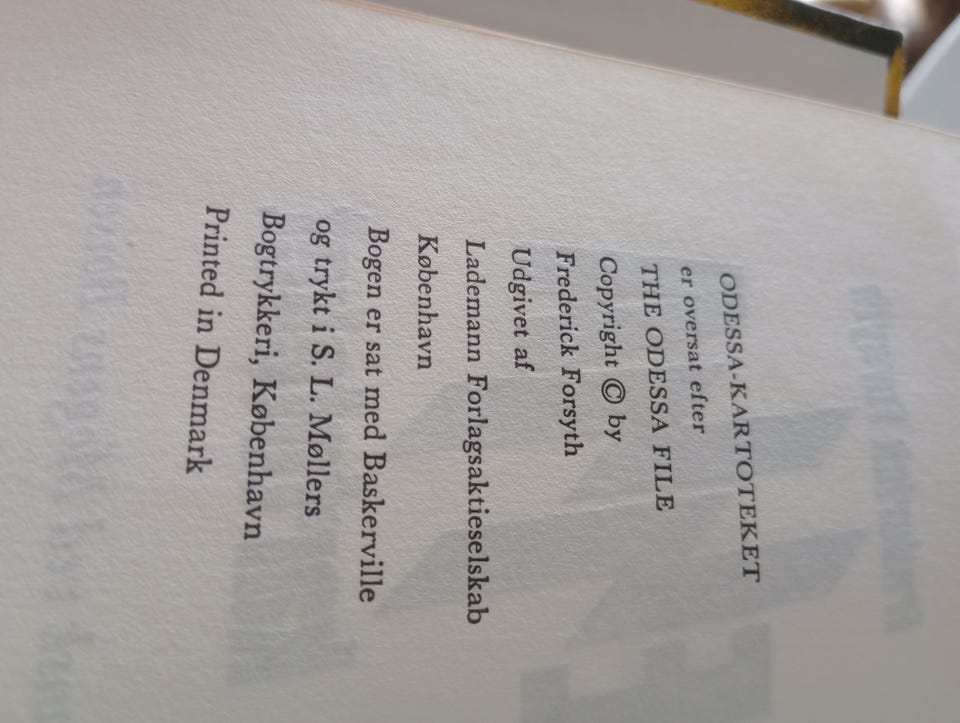 ODESSA-KARTOTEKET
er oversat efter
THE ODESSA FILE
Copyright © by
Frederick Forsyth
Udgivet af
Lademann Forlagsaktieselskab
København
Bogen er sat med Baskerville
og trykt i S. L. Møllers
Bogtrykkeri, København
Printed in Denmark